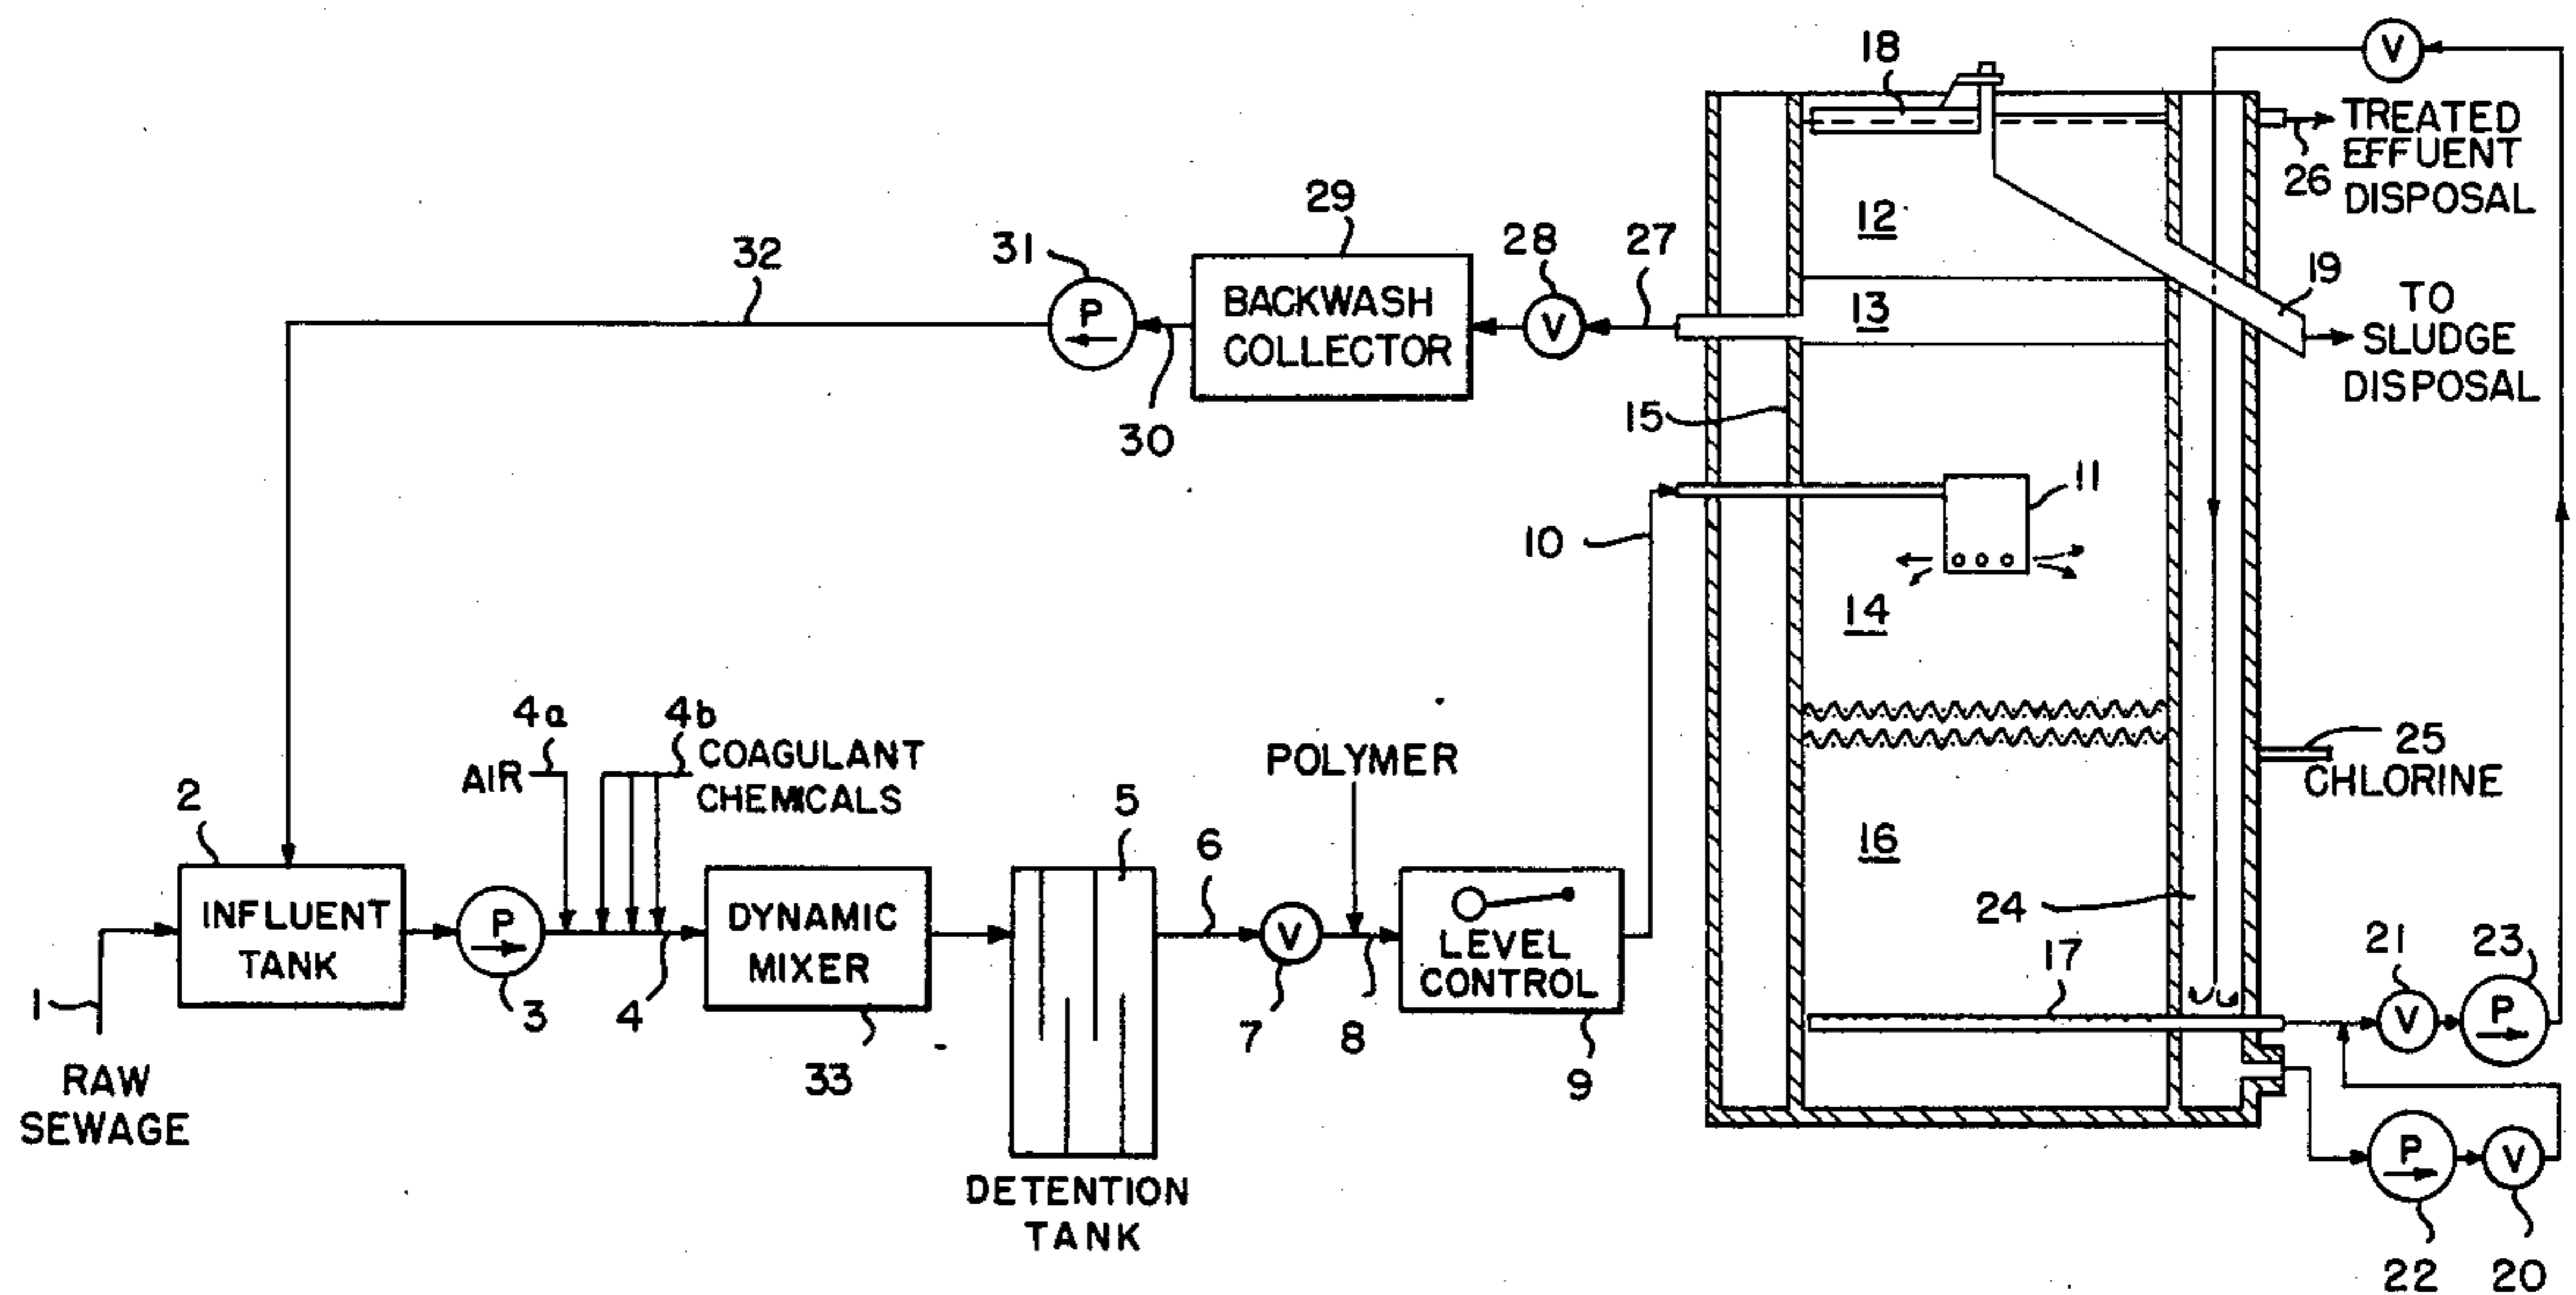 18
V
TREATED
EFFUENT
DISPOSAL
26
12
29
28
27
31
32
P
BACKWASH
COLLECTOR
V
13
19
TO
SLUDGE
DISPOSAL
30
15
11
10
14
4a
4b
AIR
COAGULANT
CHEMICALS
POLYMER
25
CHLORINE
2
5
6
16
INFLUENT
TANK
P
DYNAMIC
MIXER
V
LEVEL
CONTROL
24
17
21
23
1
3
4
33
7
8
9
V
P
RAW
SEWAGE
DETENTION
TANK
P
V
22
20